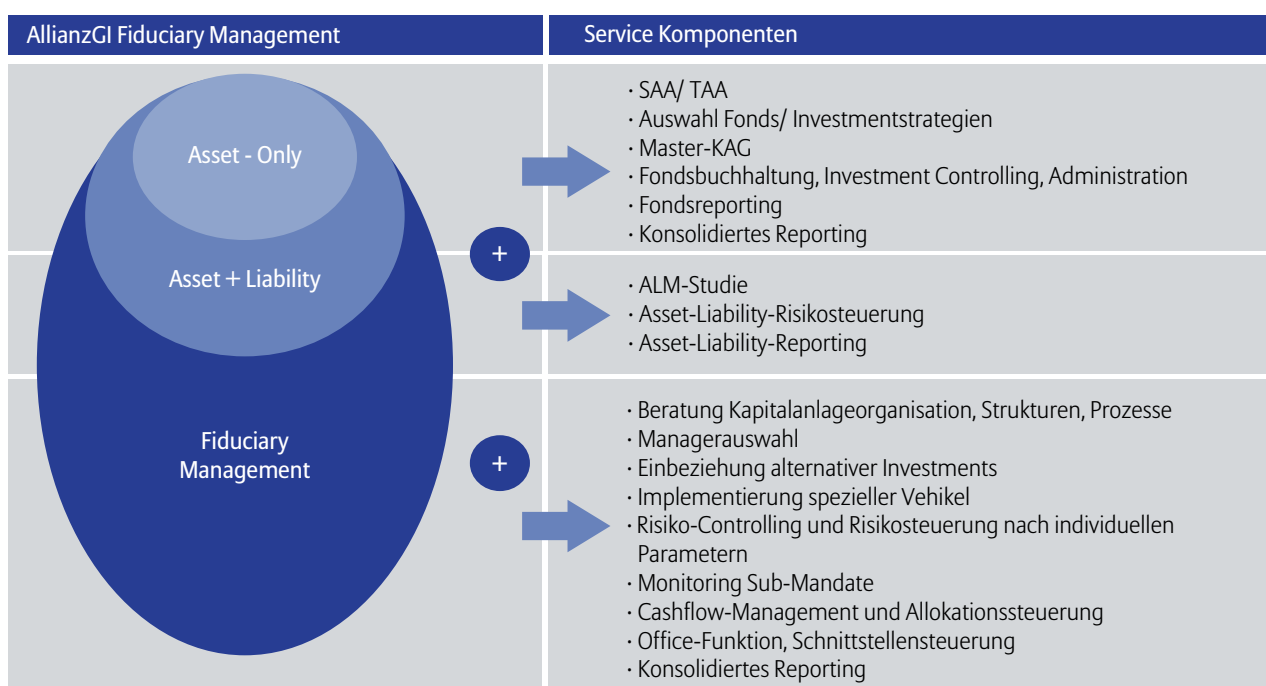 AllianzGI Fiduciary Management
Service Komponenten
Asset - Only
· SAA/ TAA
· Auswahl Fonds/ Investmentstrategien
· Master-KAG
· Fondsbuchhaltung, Investment Controlling, Administration
· Fondsreporting
· Konsolidiertes Reporting
+
Asset + Liability
· ALM-Studie
· Asset-Liability-Risikosteuerung
· Asset-Liability-Reporting
+
Fiduciary
Management
· Beratung Kapitalanlageorganisation, Strukturen, Prozesse
· Managerauswahl
· Einbeziehung alternativer Investments
· Implementierung spezieller Vehikel
· Risiko-Controlling und Risikosteuerung nach individuellen
Parametern
· Monitoring Sub-Mandate
· Cashflow-Management und Allokationssteuerung
· Office-Funktion, Schnittstellensteuerung
· Konsolidiertes Reporting